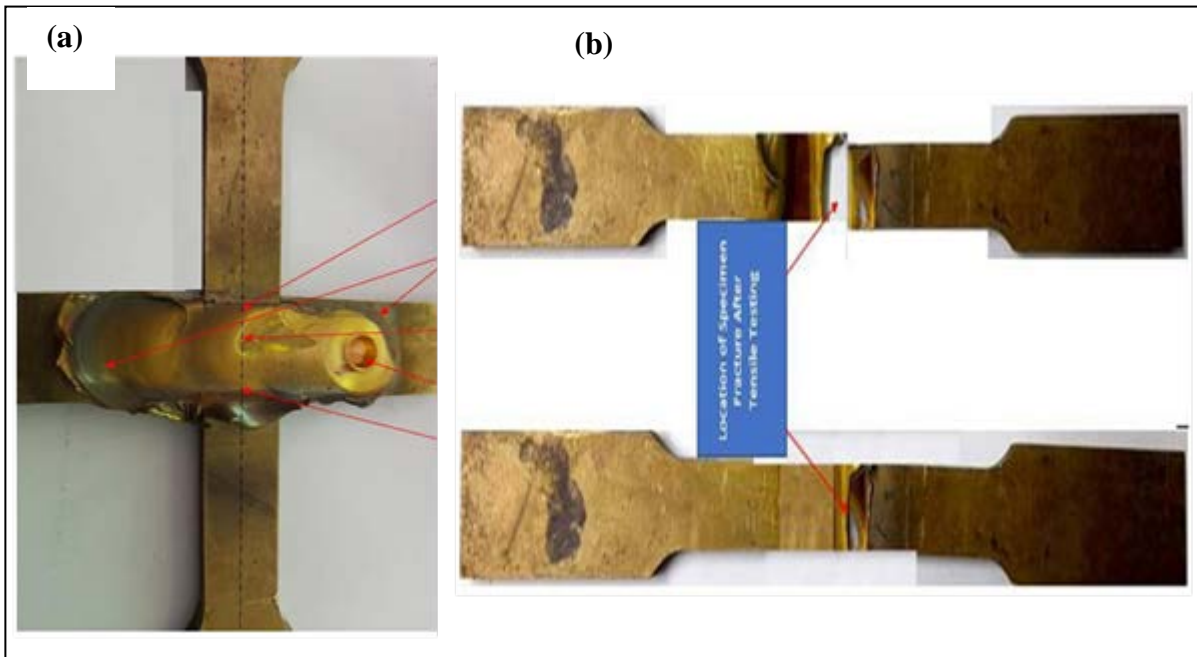 (a)
(b)
Location of Specimen
Fracture After
Tensile Testing